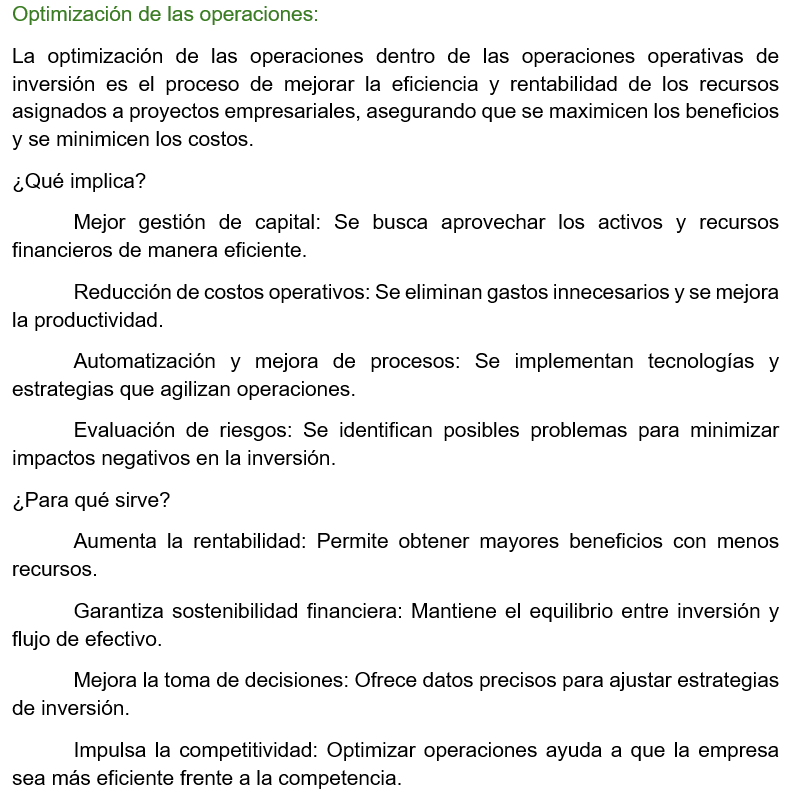 Optimización de las operaciones:
La optimización de las operaciones dentro de las operaciones operativas de
inversión es el proceso de mejorar la eficiencia y rentabilidad de los recursos
asignados a proyectos empresariales, asegurando que se maximicen los beneficios
y se minimicen los costos.
¿Qué implica?
Mejor gestión de capital: Se busca aprovechar los activos y recursos
financieros de manera eficiente.
Reducción de costos operativos: Se eliminan gastos innecesarios y se mejora
la productividad.
Automatización y mejora de procesos: Se implementan tecnologías y
estrategias que agilizan operaciones.
Evaluación de riesgos: Se identifican posibles problemas para minimizar
impactos negativos en la inversión.
¿Para qué sirve?
Aumenta la rentabilidad: Permite obtener mayores beneficios con menos
recursos.
Garantiza sostenibilidad financiera: Mantiene el equilibrio entre inversión y
flujo de efectivo.
Mejora la toma de decisiones: Ofrece datos precisos para ajustar estrategias
de inversión.
Impulsa la competitividad: Optimizar operaciones ayuda a que la empresa
sea más eficiente frente a la competencia.